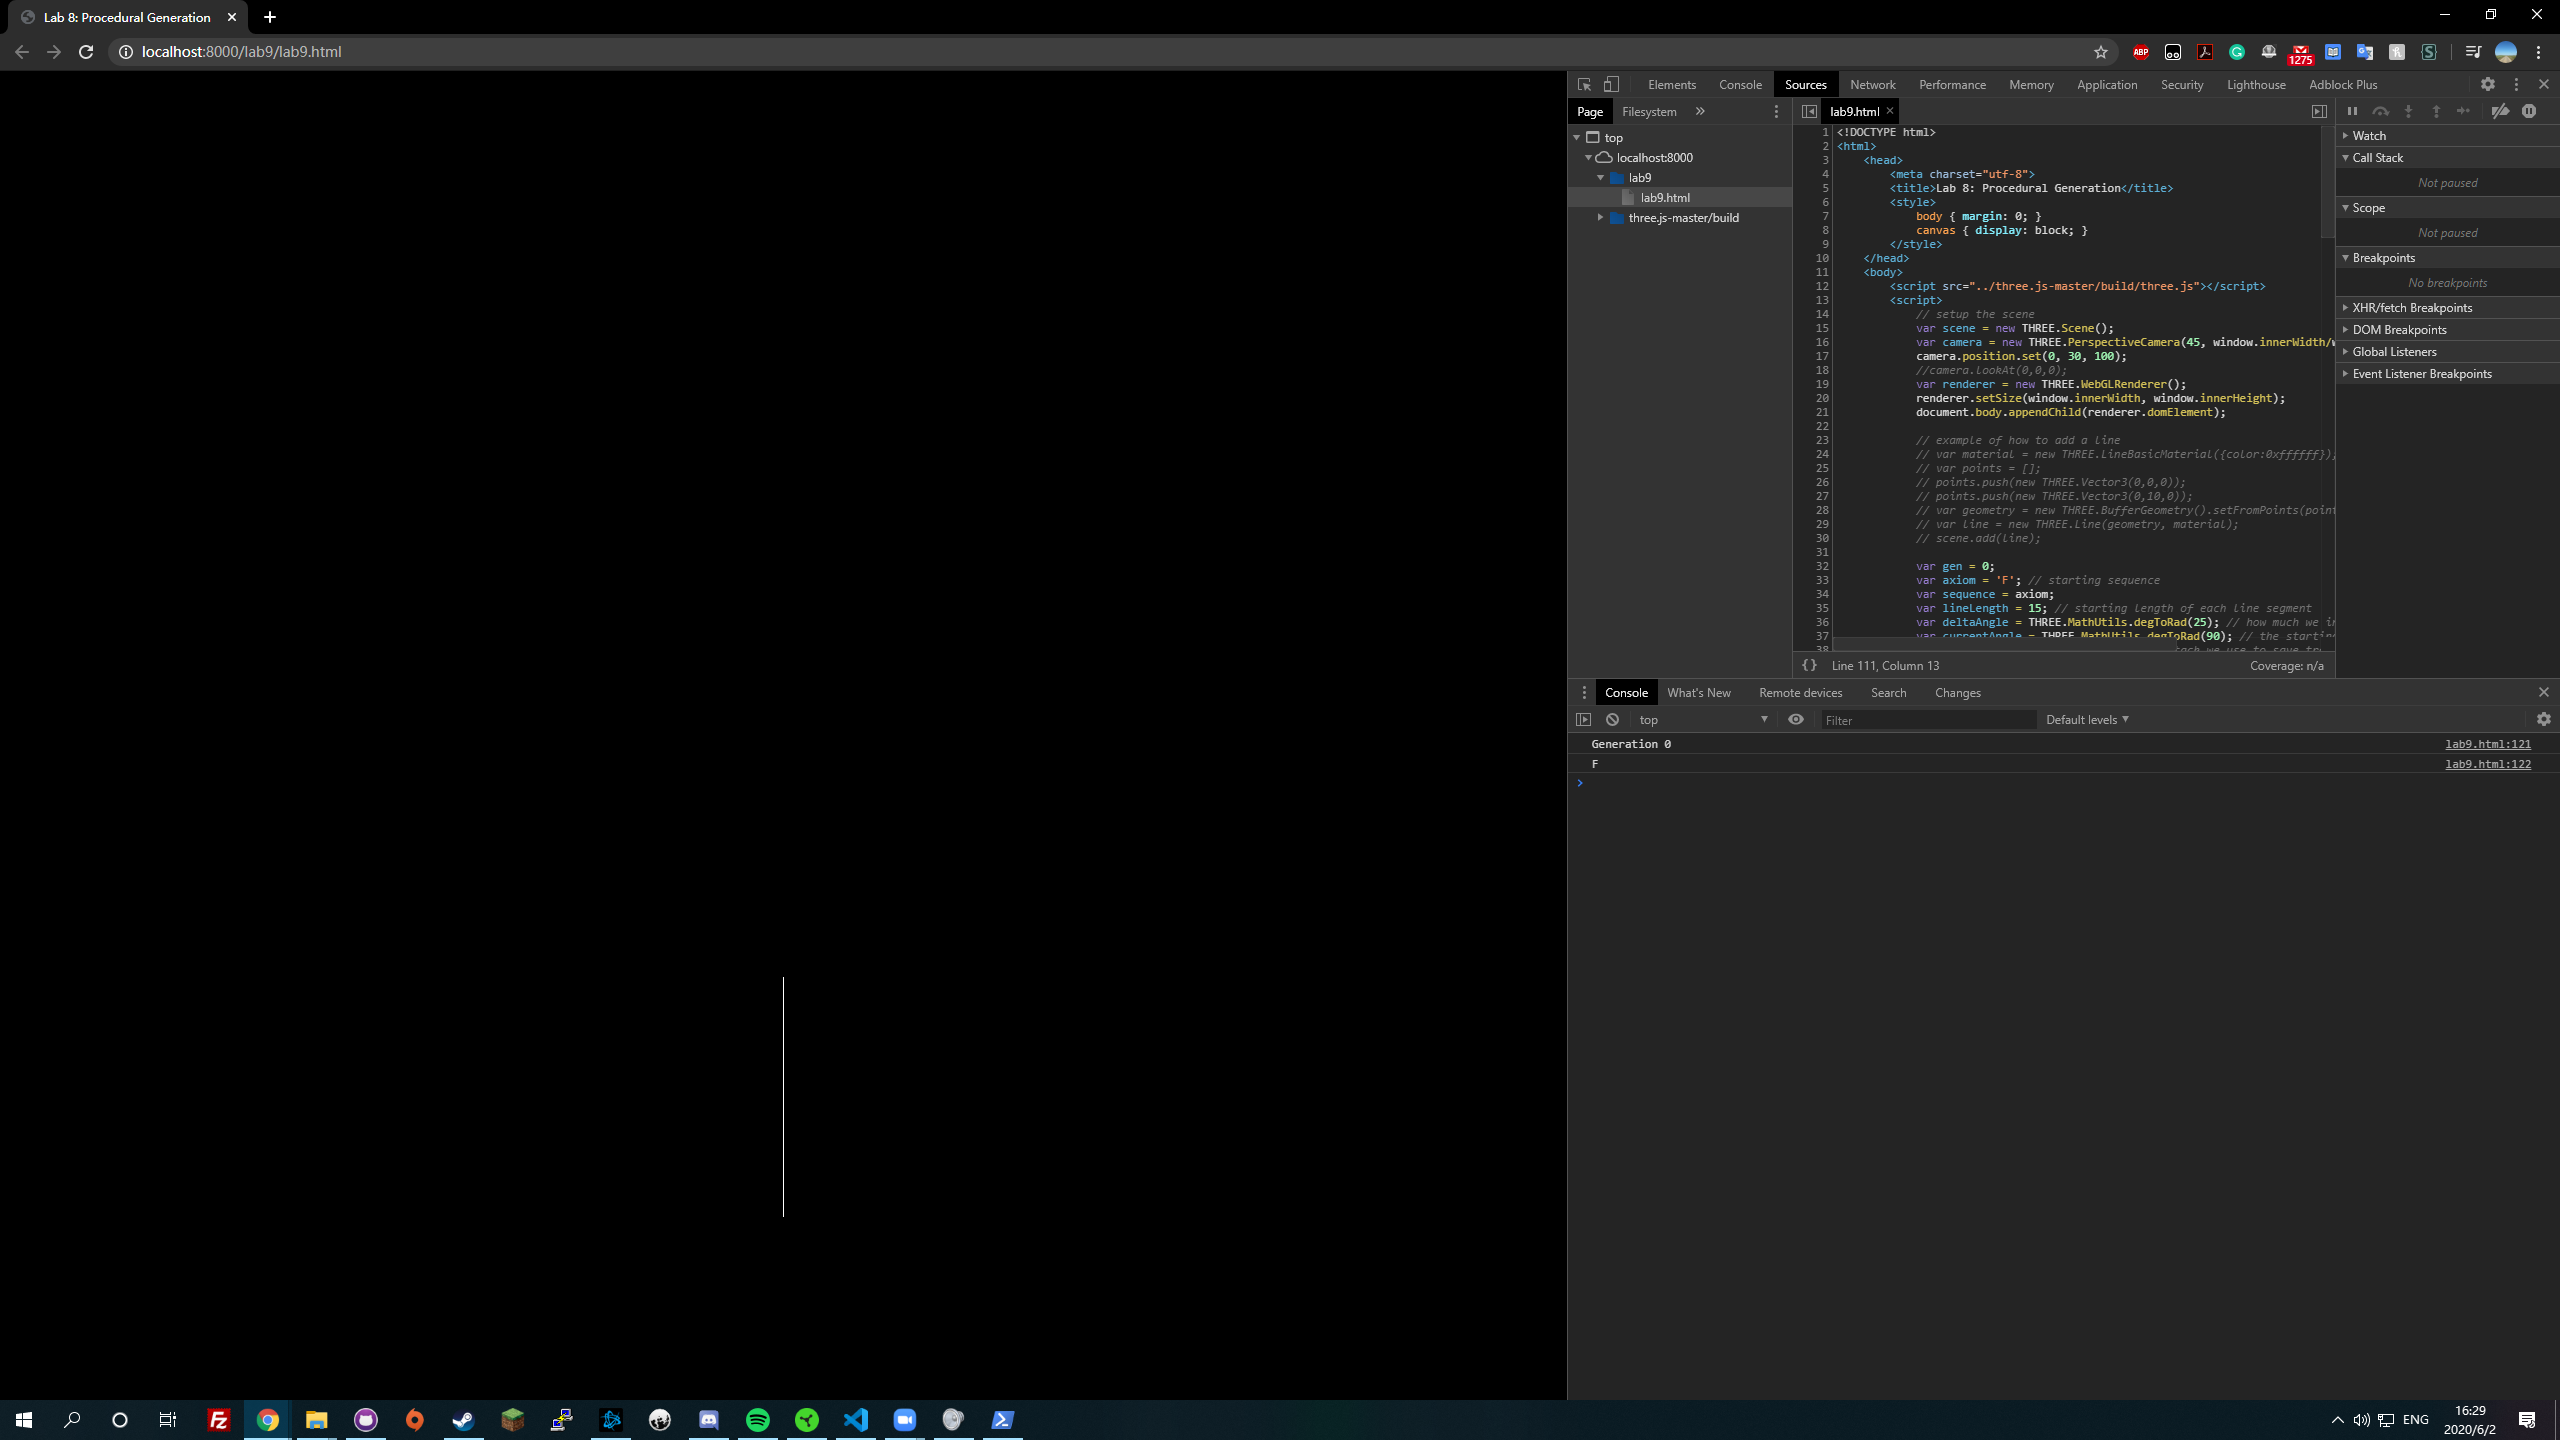 Lab 8: Procedural Generation
localhost:8000/lab9/lab9.html
ABP
1275
Elements Console Sources Network Performance Memory Application Security Lighthouse Adblock Plus
Page Filesystem
top
localhost:8000
lab9
lab9.html
three.js-master/build
lab9.html
1 <!DOCTYPE html>
2 <html>
3 <head>
4 <meta charset="utf-8">
5 <title>Lab 8: Procedural Generation</title>
6 <style>
7 body { margin: 0; }
8 canvas { display: block; }
9 </style>
10 </head>
11 <body>
12 <script src="../three.js-master/build/three.js"></script>
13 <script>
14 // setup the scene
15 var scene = new THREE.Scene();
16 var camera = new THREE.PerspectiveCamera(45, window.innerWidth/
17 camera.position.set(0, 30, 100);
18 //camera.lookAt(0,0,0);
19 var renderer = new THREE.WebGLRenderer();
20 renderer.setSize(window.innerWidth, window.innerHeight);
21 document.body.appendChild(renderer.domElement);
22
23 // example of how to add a line
24 // var material = new THREE.LineBasicMaterial({color:0xffffff});
25 // var points = [];
26 // points.push(new THREE.Vector3(0,0,0));
27 // points.push(new THREE.Vector3(0,10,0));
28 // var geometry = new THREE.BufferGeometry().setFromPoints(point
29 // var line = new THREE.Line(geometry, material);
30 // scene.add(line);
31
32 var gen = 0;
33 var axiom = 'F'; // starting sequence
34 var sequence = axiom;
35 var lineLength = 15; // starting length of each line segment
36 var deltaAngle = THREE.MathUtils.degToRad(25); // how much we i
37 var currentAngle = THREE.MathUtils.degToRad(90); // the startin
38
{} Line 111, Column 13
Coverage: n/a
Watch
Call Stack
Not paused
Scope
Not paused
Breakpoints
No breakpoints
XHR/fetch Breakpoints
DOM Breakpoints
Global Listeners
Event Listener Breakpoints
Console What's New Remote devices Search Changes
top Filter Default levels
Generation 0 lab9.html:121
F lab9.html:122
Fz
ENG
16:29
2020/6/2